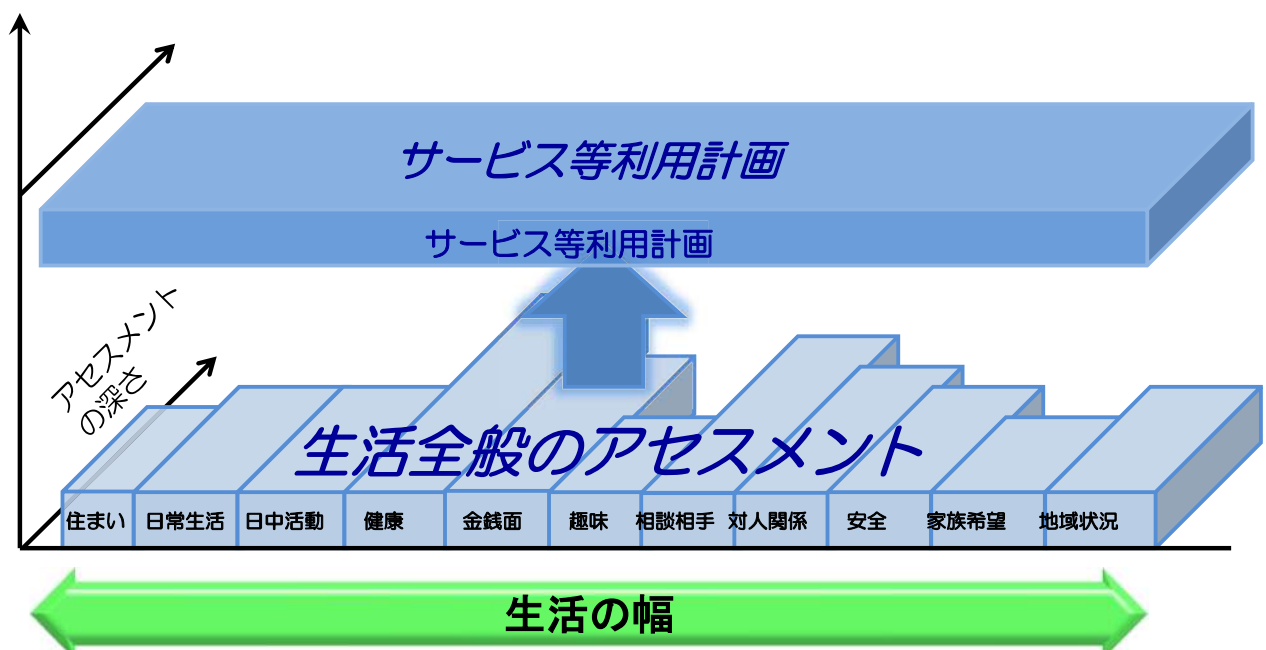 サービス等利用計画
サービス等利用計画
アセスメント
の深さ
生活全般のアセスメント
住まい
日常生活
日中活動
健康
金銭面
趣味
相談相手
対人関係
安全
家族希望
地域状況
生活の幅